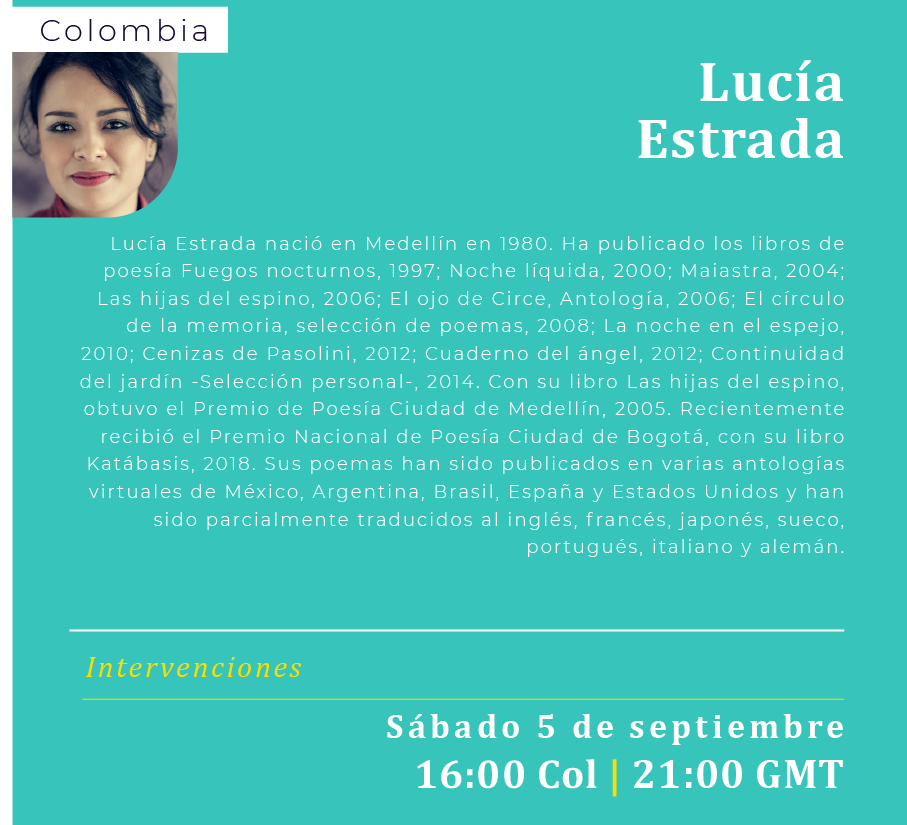 Colombia
Lucía
Estrada
Lucía Estrada nació en Medellín en 1980. Ha publicado los libros de
poesía Fuegos nocturnos, 1997; Noche líquida, 2000; Maiastra, 2004;
Las hijas del espino, 2006; El ojo de Circe, Antología, 2006; El círculo
de la memoria, selección de poemas, 2008; La noche en el espejo,
2010; Cenizas de Pasolini, 2012; Cuaderno del ángel, 2012; Continuidad
del jardín -Selección personal-, 2014. Con su libro Las hijas del espino,
obtuvo el Premio de Poesía Ciudad de Medellín, 2005. Recientemente
recibió el Premio Nacional de Poesía Ciudad de Bogotá, con su libro
Katábasis, 2018. Sus poemas han sido publicados en varias antologías
virtuales de México, Argentina, Brasil, España y Estados Unidos y han
sido parcialmente traducidos al inglés, francés, japonés, sueco,
portugués, italiano y alemán.
Intervenciones
Sábado 5 de septiembre
16:00 Col | 21:00 GMT